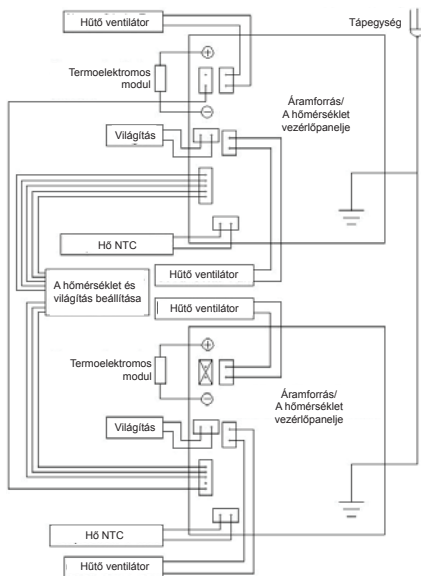 Hűtő ventilátor
Tápegység
Termoelektromos
modul
Áramforrás/
A hőmérséklet
vezérlőpanelje
Világítás
Hő NTC
Hűtő ventilátor
A hőmérséklet és
világítás beállítása
Hűtő ventilátor
Termoelektromos
modul
Áramforrás/
A hőmérséklet
vezérlőpanelje
Világítás
Hő NTC
Hűtő ventilátor